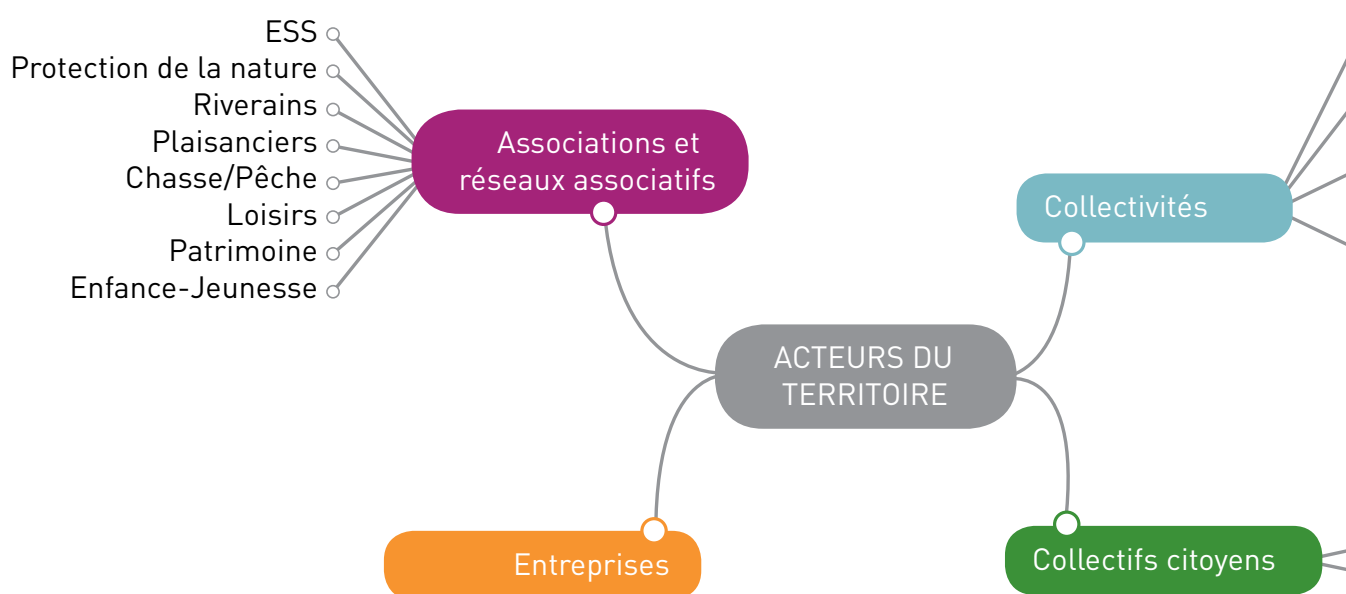 ESS
Protection de la nature
Riverains
Plaisanciers
Chasse/Pêche
Loisirs
Patrimoine
Enfance-Jeunesse
Associations et
réseaux associatifs
Collectivités
ACTEURS DU
TERRITOIRE
Entreprises
Collectifs citoyens